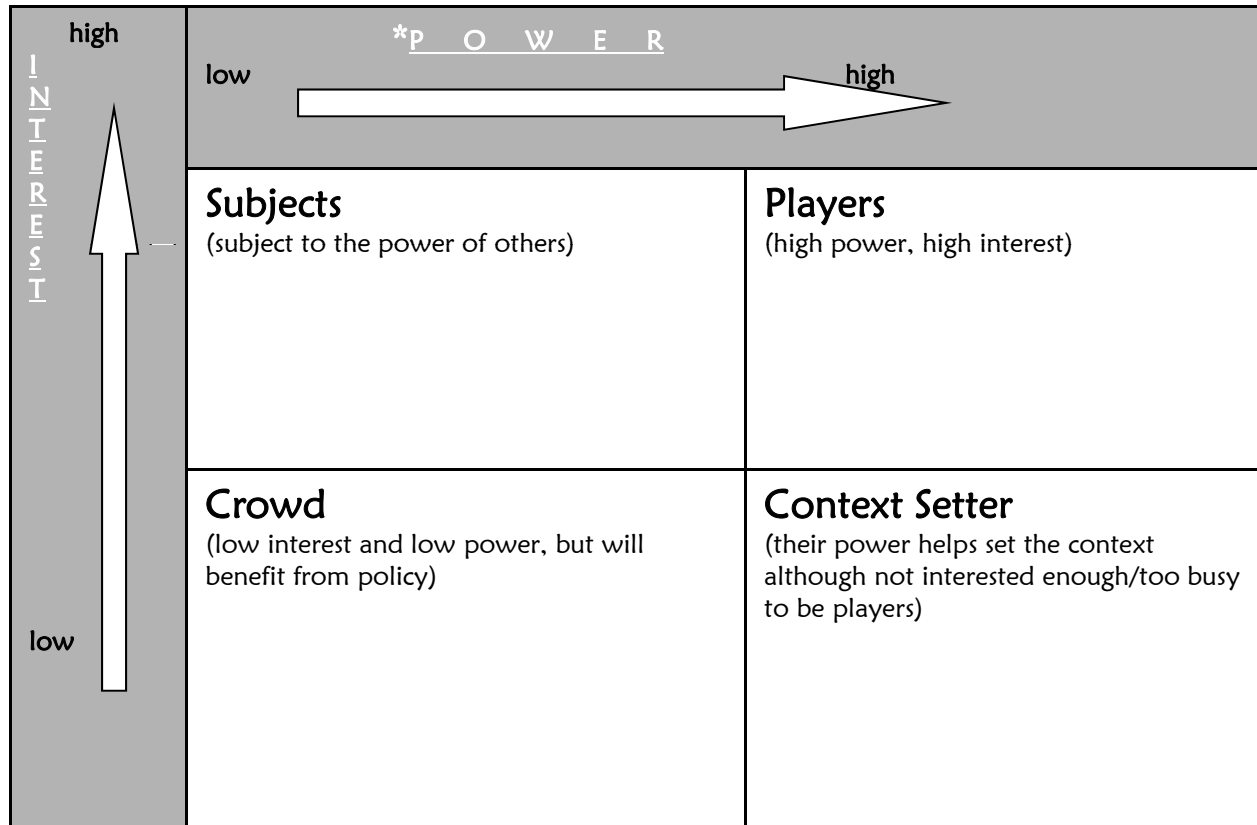 high
*P O W E R
low
high
I
N
T
E
R
E
S
T
Subjects
(subject to the power of others)
Players
(high power, high interest)
Crowd
(low interest and low power, but will
benefit from policy)
Context Setter
(their power helps set the context
although not interested enough/too busy
to be players)
low